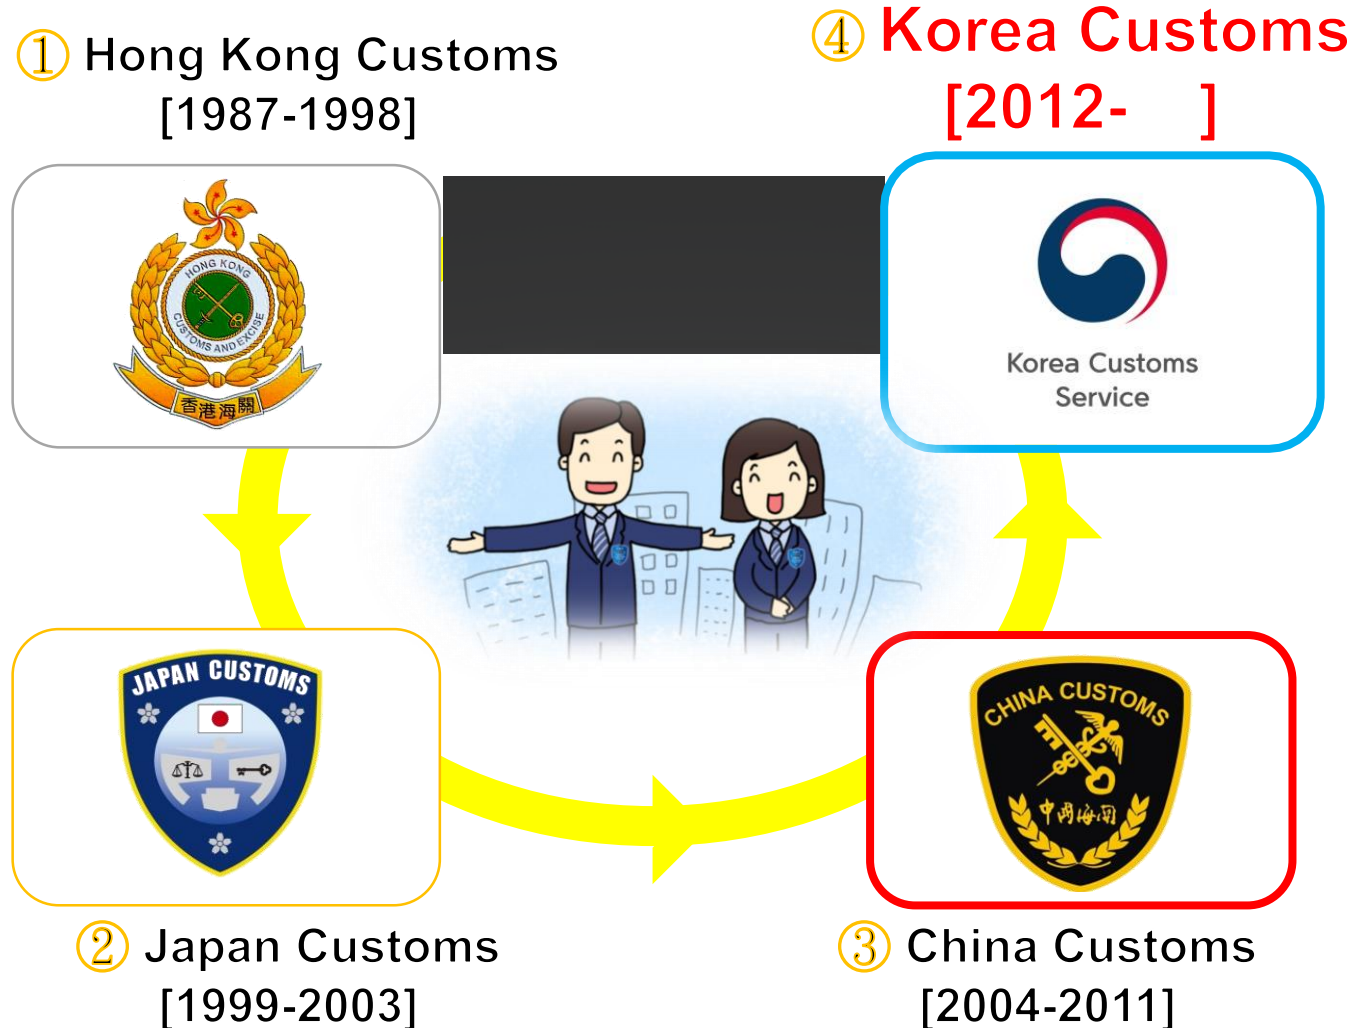 ① Hong Kong Customs
[1987-1998]
④ Korea Customs
[2012- ]
HONG KONG
CUSTOMS AND EXCISE
香港海關
Korea Customs
Service
JAPAN CUSTOMS
CHINA CUSTOMS
中国海关
② Japan Customs
[1999-2003]
③ China Customs
[2004-2011]